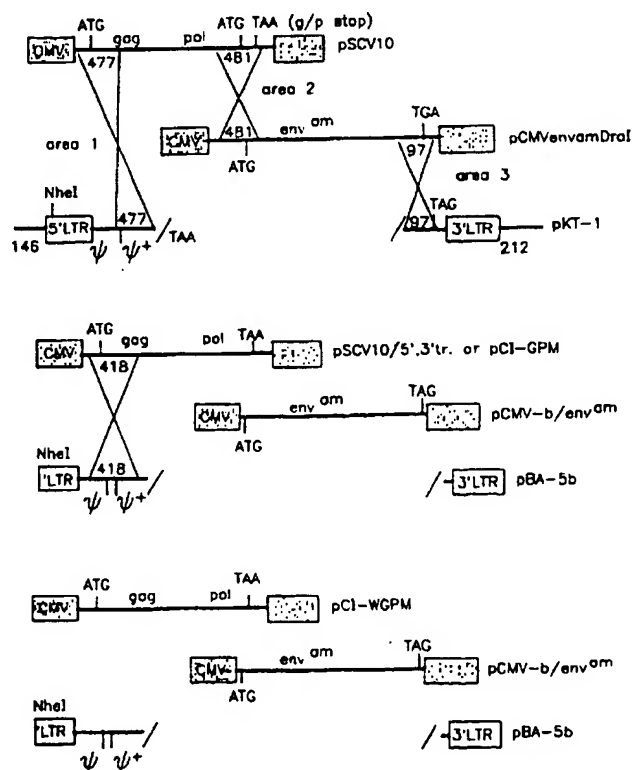 ATG gag pol ATG TAA (g/p stop)
CMV 477 481 pSCV10
area 2
CMV 481 env am TGA pCMVenvamDraI
area 1 ATG 97
area 3
NheI TAG
5'LTR 477 /TAA /97 3'LTR pKT-1
146 ψ ψ+ 212
ATG gag pol TAA
CMV 418 pSCV10/5',3'tr. or pCI-GPM
CMV env am TAG pCMV-b/env am
ATG
NheI
'LTR 418 / / 3'LTR pBA-5b
ψ ψ+
ATG gag pol TAA
CMV pCI-WGPM
CMV env am TAG pCMV-b/env am
ATG
NheI
'LTR / / 3'LTR pBA-5b
ψ ψ+